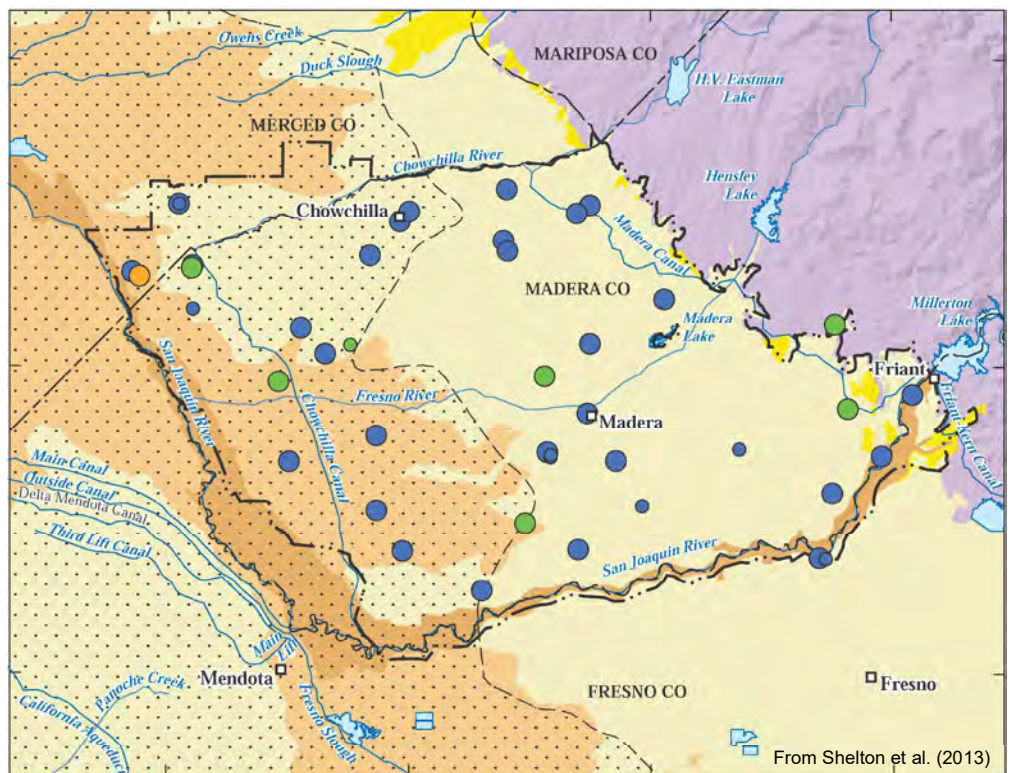 Owens Creek
Duck Slough
MARIPOSA CO
H.V. Eastman
Lake
MERCED CO
Chowchilla River
Hensley
Lake
Chowchilla
Madera Canal
MADERA CO
Millerton
Lake
Madera
Lake
Friant
San Joaquin River
Fresno River
Chowchilla Canal
Madera
Friant-Kern Canal
Main Canal
Outside Canal
Delta Mendota Canal
Third Lift Canal
San Joaquin River
Main
Lift
Mendota
Panoche Creek
Fresno Slough
California Aqueduc
FRESNO CO
Fresno
From Shelton et al. (2013)